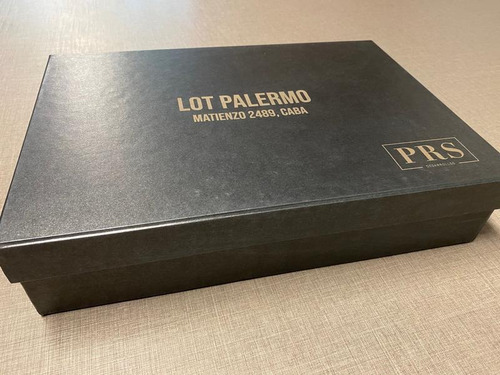 LOT PALERMO
MATIENZO 2489, CABA
PRS